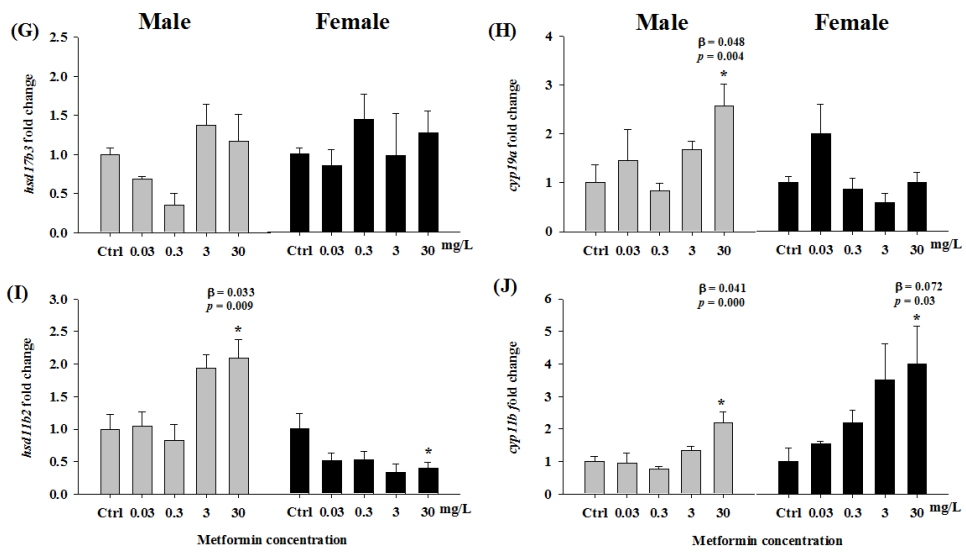 Male Female
(G)
2.5
2.0
1.5
1.0
0.5
0.0
hsd17b3 fold change
Ctrl 0.03 0.3 3 30 Ctrl 0.03 0.3 3 30 mg/L
Male Female
(H)
β = 0.048
p = 0.004
*
4
3
2
1
0
cyp19a fold change
Ctrl 0.03 0.3 3 30 Ctrl 0.03 0.3 3 30 mg/L
(I)
β = 0.033
p = 0.009
*
*
3.0
2.5
2.0
1.5
1.0
0.5
0.0
hsd11b2 fold change
Ctrl 0.03 0.3 3 30 Ctrl 0.03 0.3 3 30 mg/L
Metformin concentration
(J)
β = 0.041
p = 0.000
*
β = 0.072
p = 0.03
*
6
5
4
3
2
1
0
cyp11b fold change
Ctrl 0.03 0.3 3 30 Ctrl 0.03 0.3 3 30 mg/L
Metformin concentration